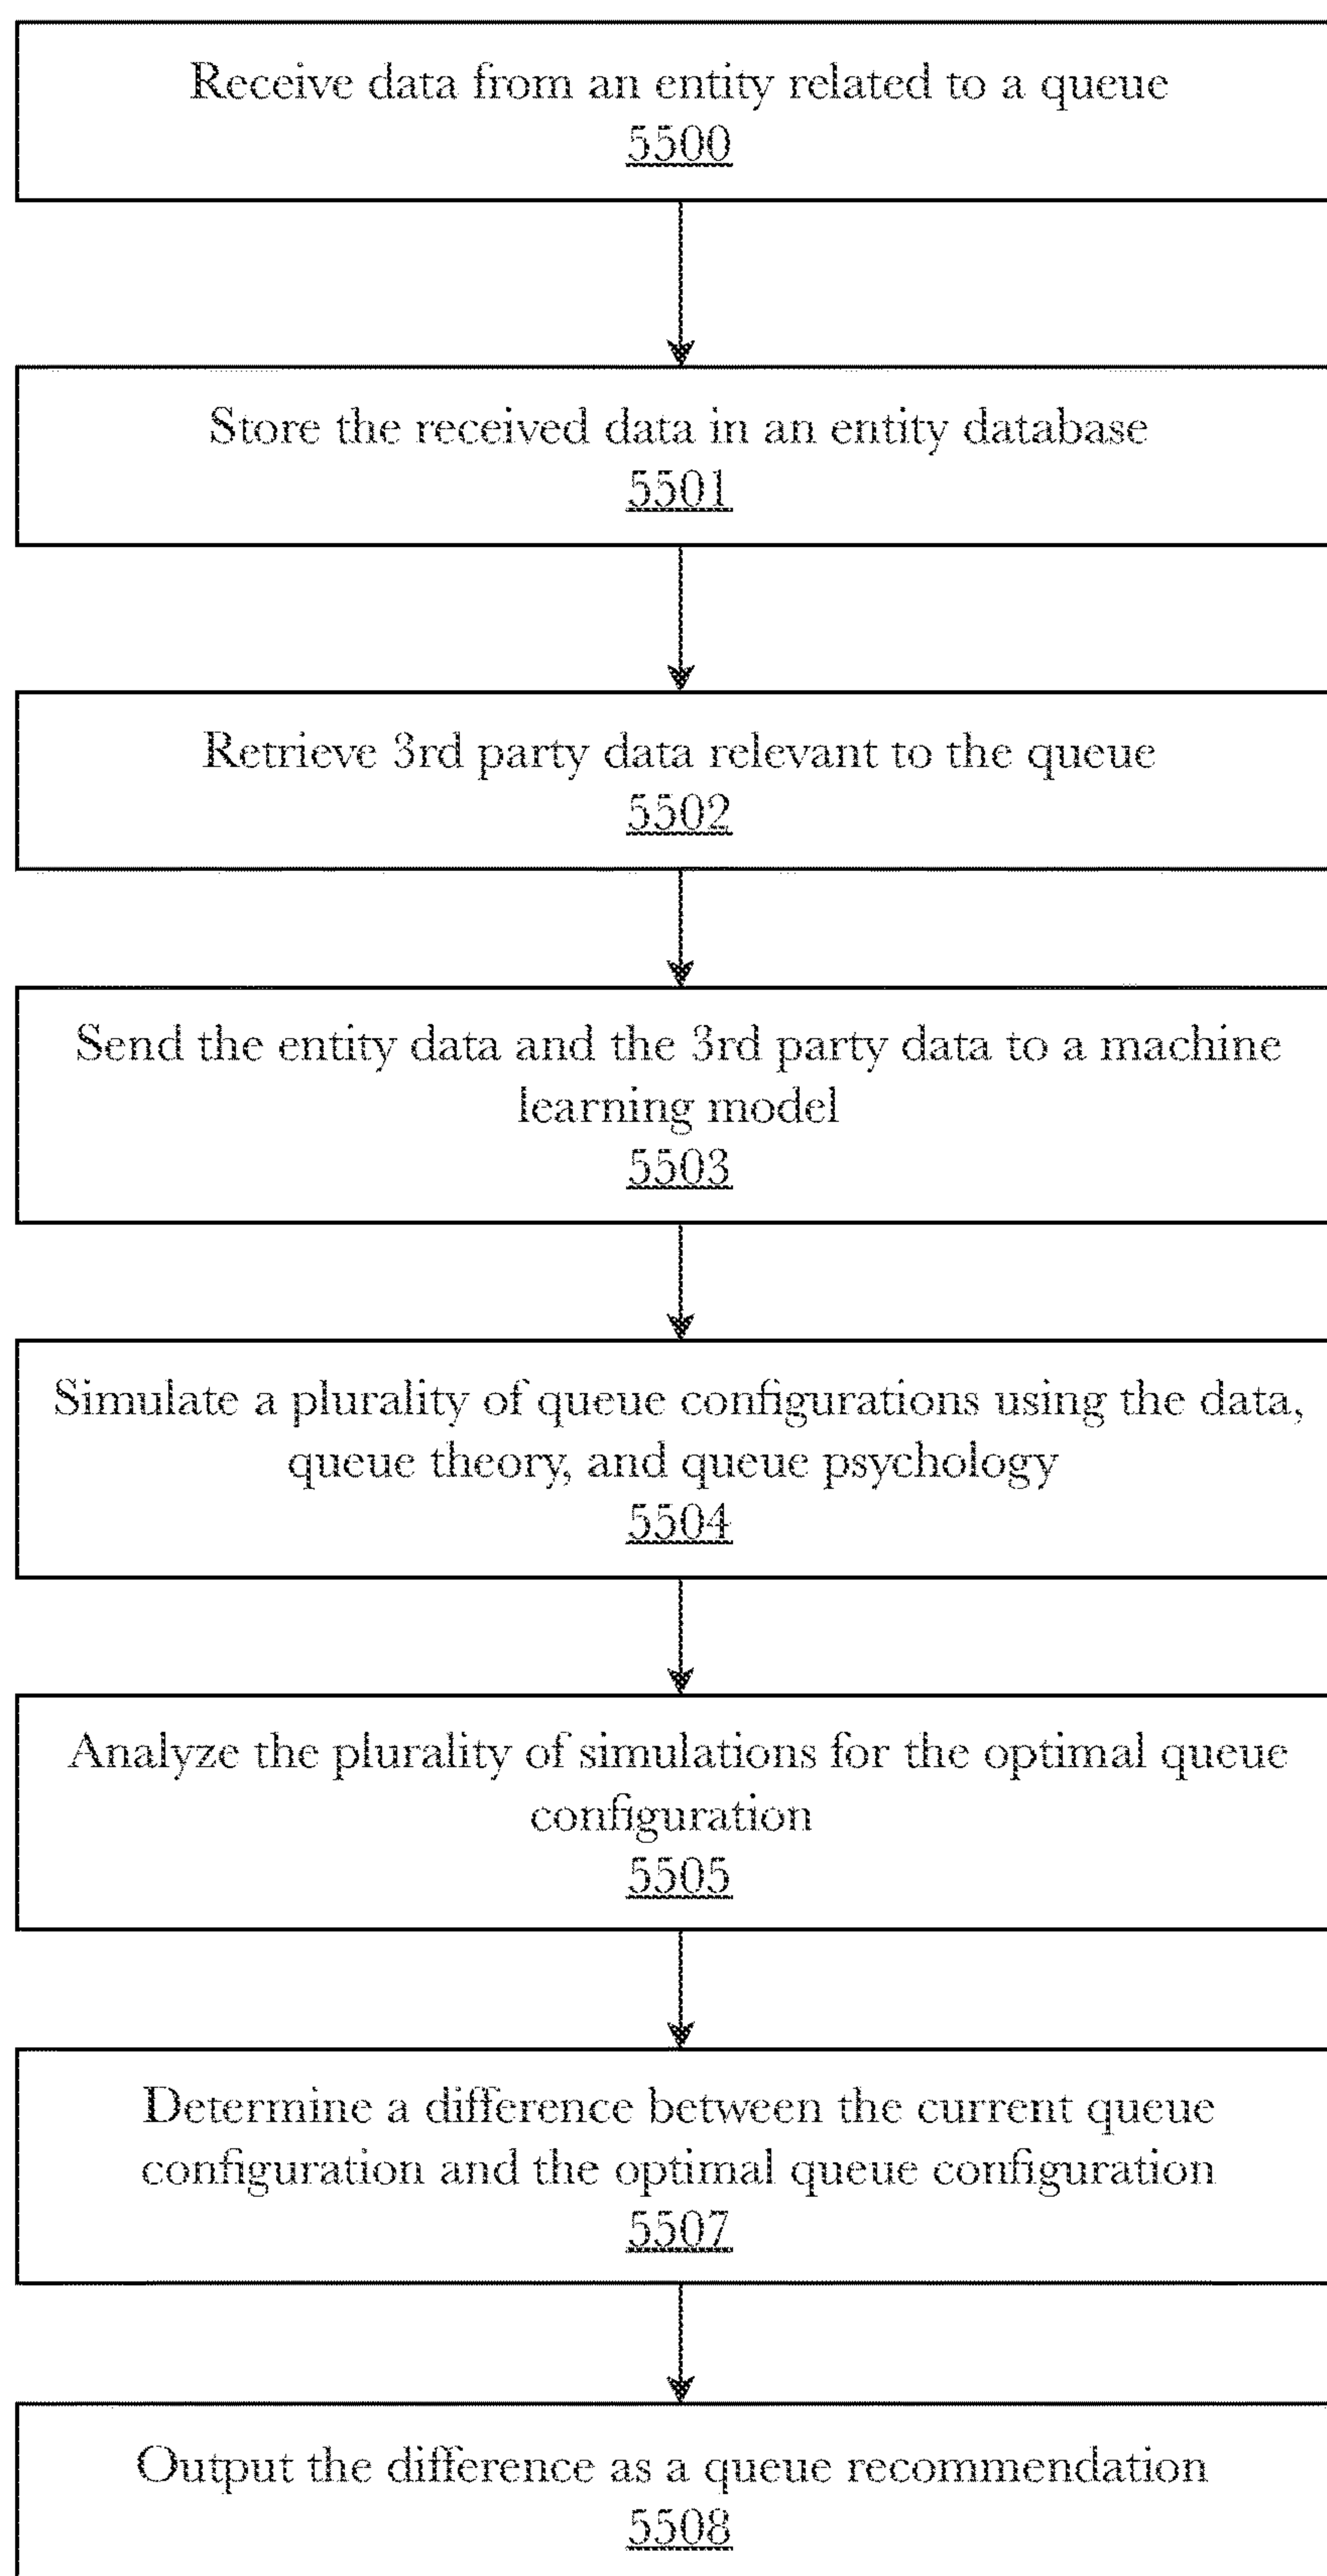 Receive data from an entity related to a queue
5500
Store the received data in an entity database
5501
Retrieve 3rd party data relevant to the queue
5502
Send the entity data and the 3rd party data to a machine
learning model
5503
Simulate a plurality of queue configurations using the data,
queue theory, and queue psychology
5504
Analyze the plurality of simulations for the optimal queue
configuration
5505
Determine a difference between the current queue
configuration and the optimal queue configuration
5507
Output the difference as a queue recommendation
5508